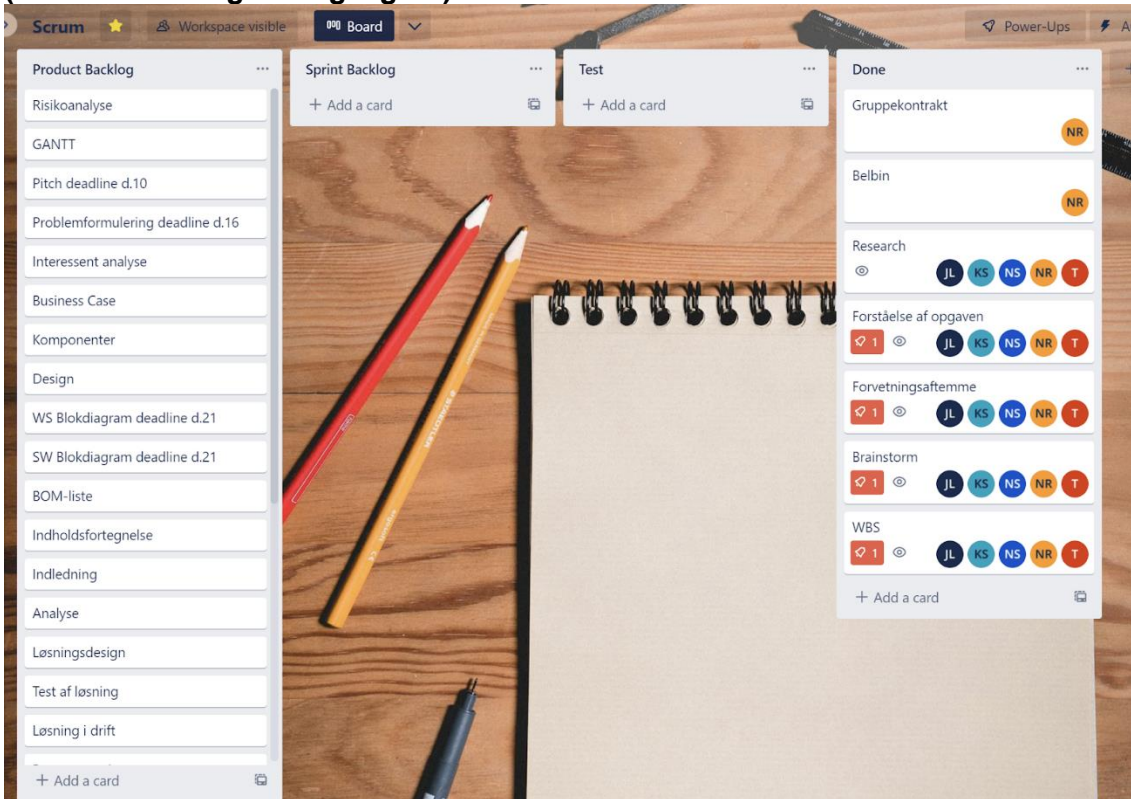 Scrum
Workspace visible
Board
Power-Ups
Product Backlog
Risikoanalyse
GANTT
Pitch deadline d.10
Problemformulering deadline d.16
Interessent analyse
Business Case
Komponenter
Design
WS Blokdiagram deadline d.21
SW Blokdiagram deadline d.21
BOM-liste
Indholdsfortegnelse
Indledning
Analyse
Løsningsdesign
Test af løsning
Løsning i drift
+ Add a card
Sprint Backlog
+ Add a card
Test
+ Add a card
Done
Gruppekontrakt
NR
Belbin
NR
Research
JL KS NS NR T
Forståelse af opgaven
1 JL KS NS NR T
Forvetningsaftemme
1 JL KS NS NR T
Brainstorm
1 JL KS NS NR T
WBS
1 JL KS NS NR T
+ Add a card
STAEDTLER